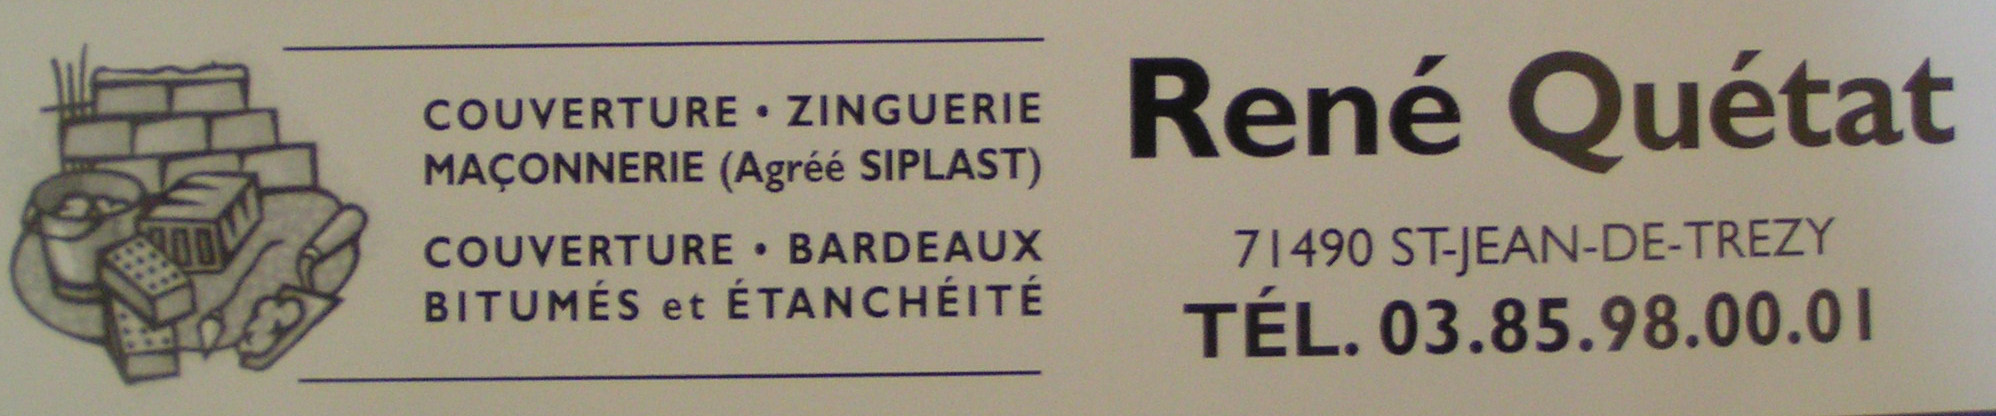 COUVERTURE • ZINGUERIE
MAÇONNERIE (Agréé SIPLAST)
COUVERTURE • BARDEAUX
BITUMÉS et ÉTANCHÉITÉ
René Quétat
71490 ST-JEAN-DE-TREZY
TÉL. 03.85.98.00.01